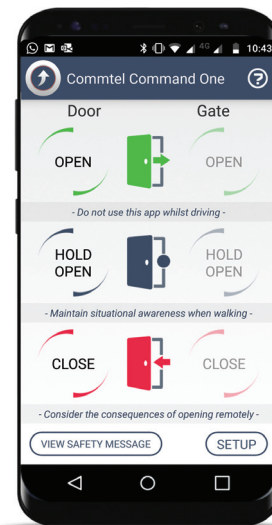 4G 10:43
Commtel Command One ?
Door Gate
OPEN OPEN
- Do not use this app whilst driving -
HOLD HOLD
OPEN OPEN
- Maintain situational awareness when walking -
CLOSE CLOSE
- Consider the consequences of opening remotely -
VIEW SAFETY MESSAGE SETUP